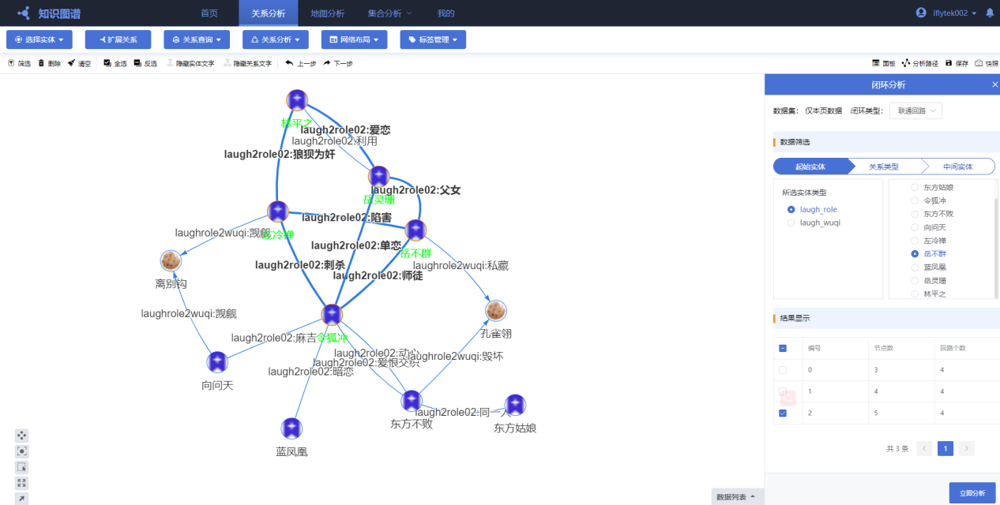 知识图谱 首页 关系分析 地图分析 集合分析 我的 iflytek002
选择实体 扩展关系 关系查询 关系分析 网络布局 标签管理
筛选 删除 清空 全选 反选 隐藏实体文字 隐藏关系文字 上一步 下一步 面板 分析路径 保存 快照
林平之
laugh2role02:爱恋
laugh2role02:利用
laugh2role02:狼狈为奸
laugh2role02:父女
岳灵珊
laugh2role02:陷害
laughrole2wuqi:觊觎
左冷禅
laugh2role02:单恋
岳不群
laugh2role02:刺杀
laughrole2wuqi:私藏
laugh2role02:师徒
离别钩
laughrole2wuqi:觊觎
孔雀翎
laugh2role02:麻吉
令狐冲
laugh2role02:动心
laughrole2wuqi:毁坏
laugh2role02:爱恨交织
laugh2role02:暗恋
向问天
laugh2role02:同一人
东方不败
东方姑娘
蓝凤凰
数据列表
闭环分析
数据集: 仅本页数据 闭环类型: 联通回路
数据筛选
起始实体 关系类型 中间实体
所选实体类型
laugh_role
laugh_wuqi
东方姑娘
令狐冲
东方不败
向问天
左冷禅
岳不群
蓝凤凰
岳灵珊
林平之
结果显示
编号 节点数 回路个数
0 3 4
1 4 4
2 5 4
共 3 条 1
立即分析